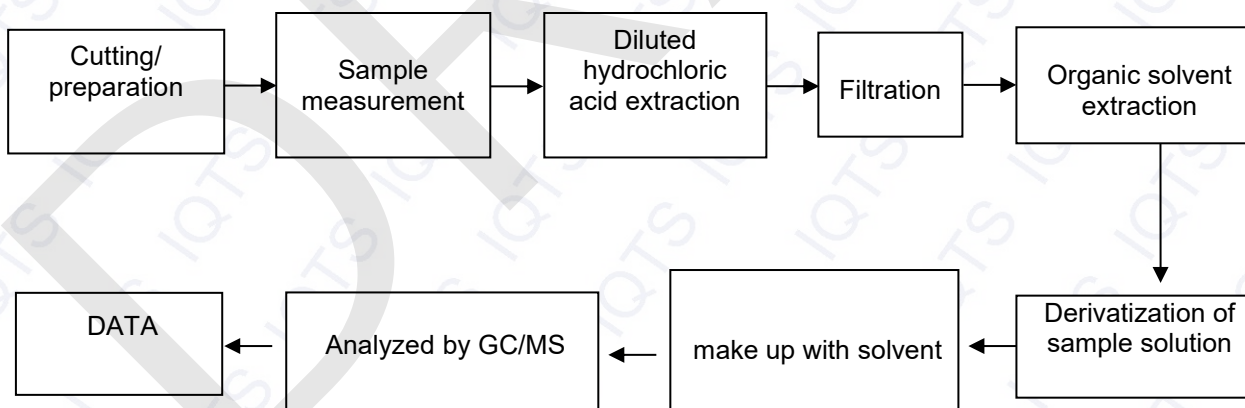 Cutting/
preparation
Sample
measurement
Diluted
hydrochloric
acid extraction
Filtration
Organic solvent
extraction
Derivatization of
sample solution
make up with solvent
Analyzed by GC/MS
DATA
IQTS